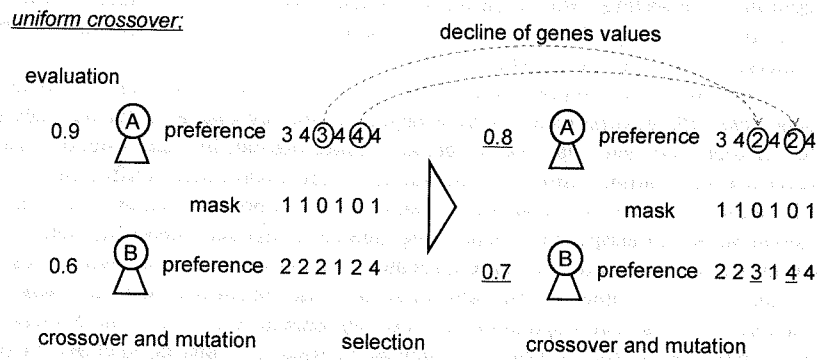 uniform crossover;
decline of genes values
evaluation
0.9 A preference 3 4 3 4 4 4
0.8 A preference 3 4 2 4 2 4
mask 1 1 0 1 0 1
mask 1 1 0 1 0 1
0.6 B preference 2 2 2 1 2 4
0.7 B preference 2 2 3 1 4 4
crossover and mutation selection crossover and mutation